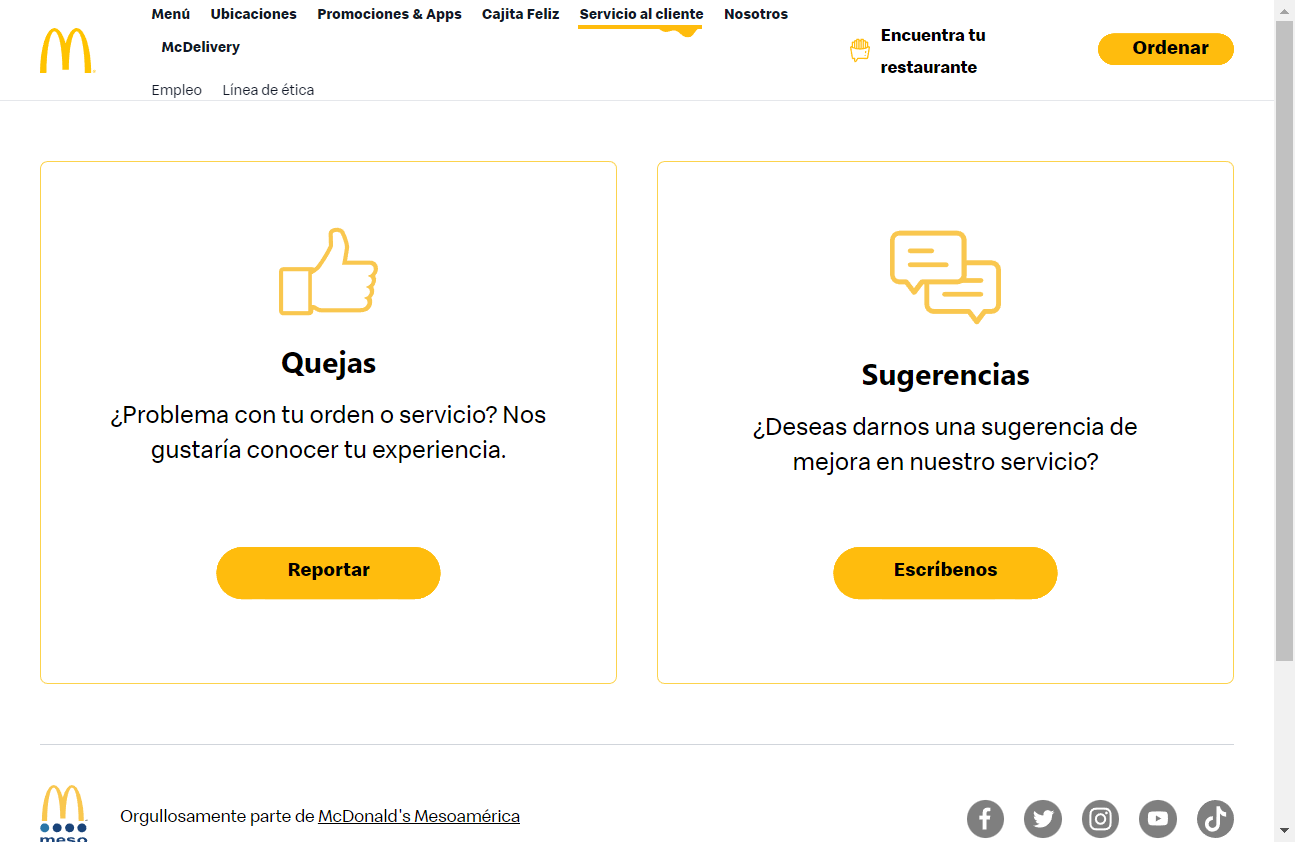 Menú Ubicaciones Promociones & Apps Cajita Feliz Servicio al cliente Nosotros
McDelivery
Empleo Línea de ética
Encuentra tu
restaurante
Ordenar
Quejas
¿Problema con tu orden o servicio? Nos
gustaría conocer tu experiencia.
Reportar
Sugerencias
¿Deseas darnos una sugerencia de
mejora en nuestro servicio?
Escríbenos
meso
Orgullosamente parte de McDonald's Mesoamérica